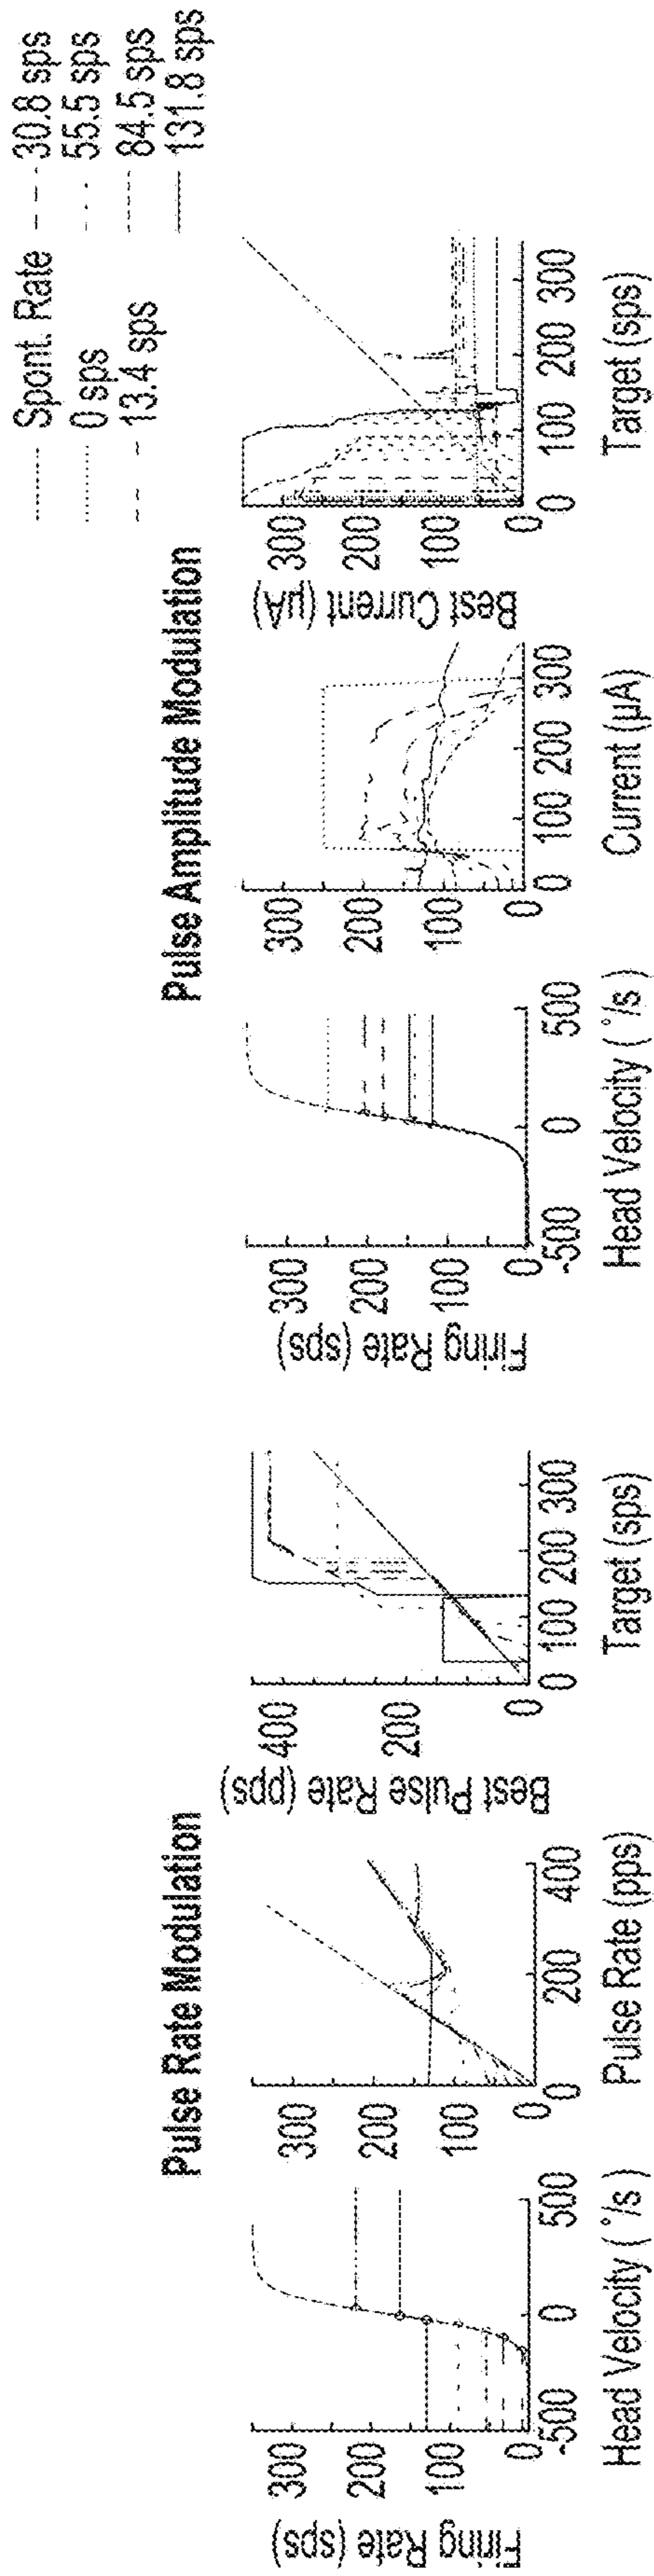 Spont. Rate
0 sps
13.4 sps
30.8 sps
55.5 sps
84.5 sps
131.8 sps
Pulse Rate Modulation
Firing Rate (sps)
300
200
100
0
-500 0 500
Head Velocity (°/s)
300
200
100
0
0 200 400
Pulse Rate (pps)
Best Pulse Rate (pps)
400
200
0
0 100 200 300
Target (sps)
Pulse Amplitude Modulation
Firing Rate (sps)
300
200
100
0
-500 0 500
Head Velocity (°/s)
300
200
100
0
0 100 200 300
Current (µA)
Best Current (µA)
300
200
100
0
0 100 200 300
Target (sps)